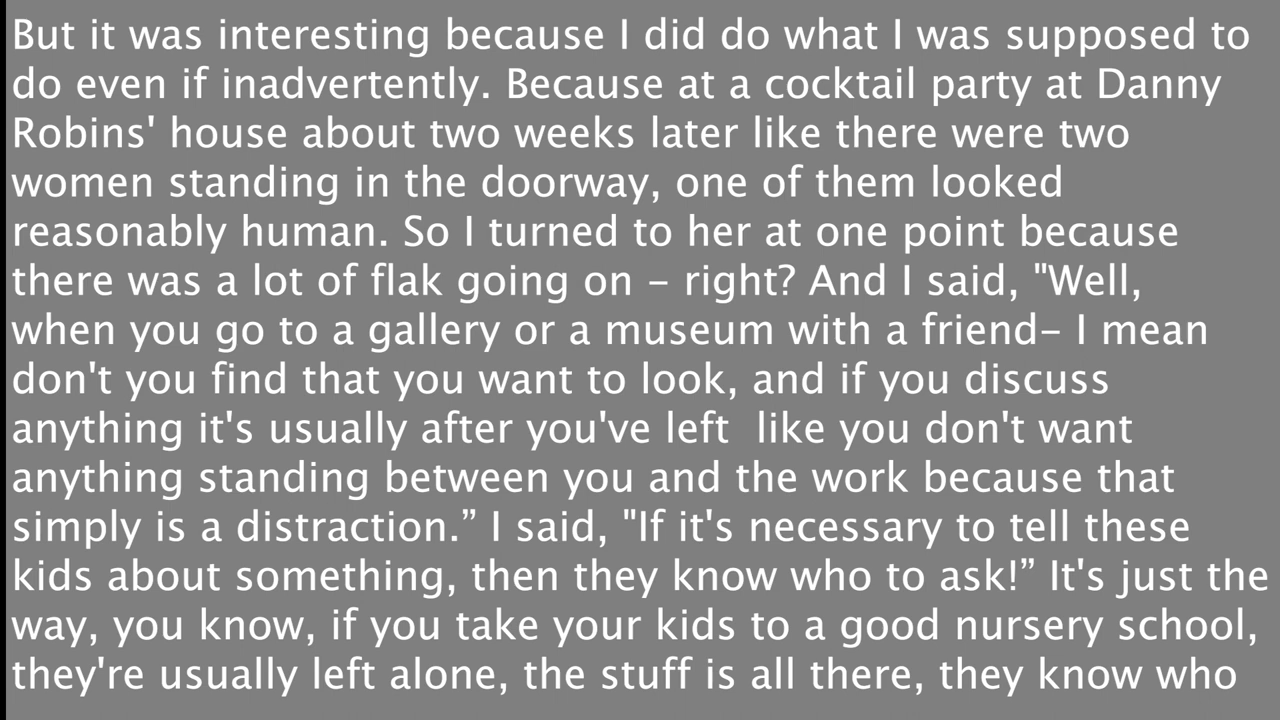 But it was interesting because I did do what I was supposed to
do even if inadvertently. Because at a cocktail party at Danny
Robins' house about two weeks later like there were two
women standing in the doorway, one of them looked
reasonably human. So I turned to her at one point because
there was a lot of flak going on – right? And I said, "Well,
when you go to a gallery or a museum with a friend– I mean
don't you find that you want to look, and if you discuss
anything it's usually after you've left  like you don't want
anything standing between you and the work because that
simply is a distraction.” I said, "If it's necessary to tell these
kids about something, then they know who to ask!” It's just the
way, you know, if you take your kids to a good nursery school,
they're usually left alone, the stuff is all there, they know who